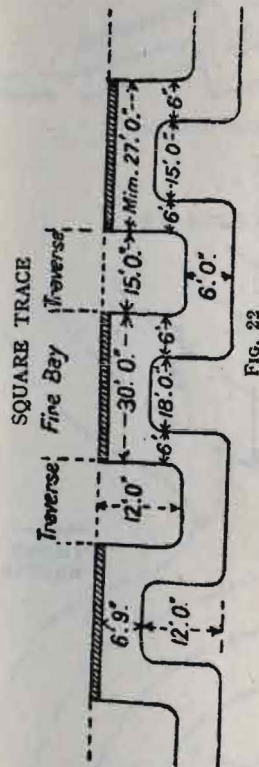 SQUARE TRACE
Traverse
Fire Bay
Traverse
30'. 0."
15'. 0."
Mim. 27'. 0."
12'. 0"
6'
18'. 0."
6'
6'
15'. 0"
6"
6'. 9."
12'. 0."
6'. 0."
FIG. 22